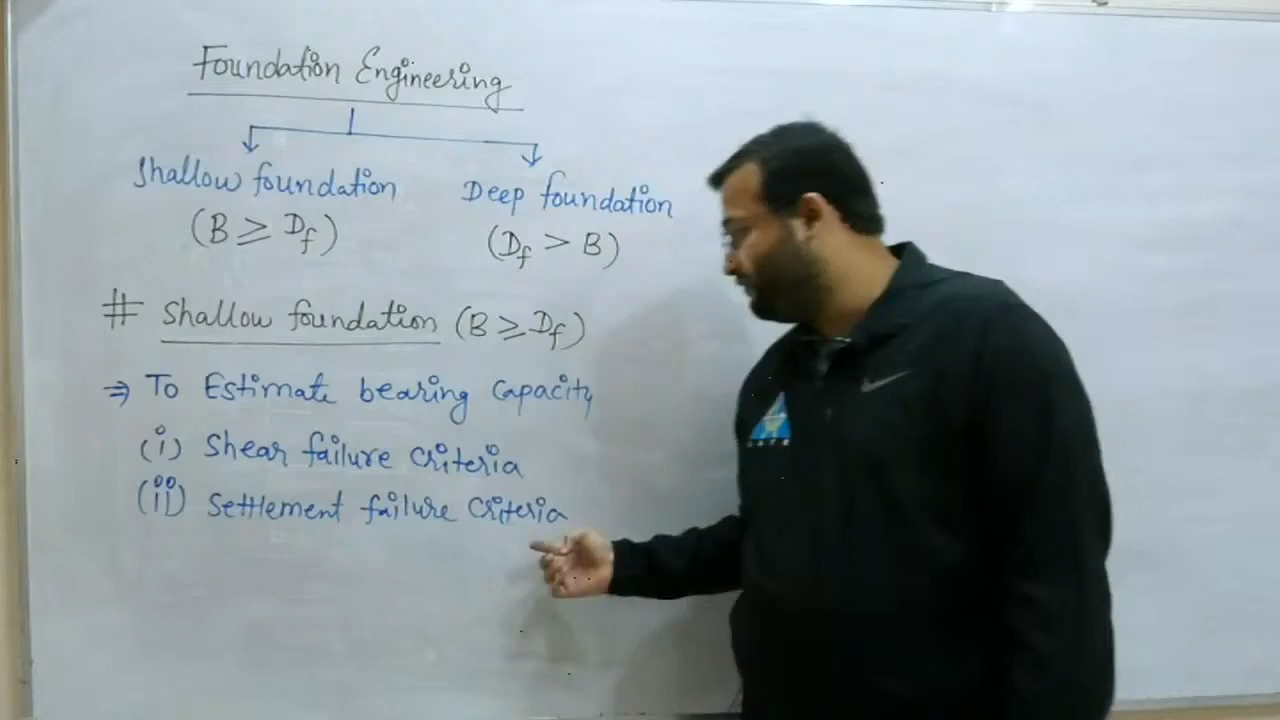 Foundation Engineering
Shallow foundation
(B ≥ Df)
Deep foundation
(Df > B)
# Shallow foundation (B ≥ Df)
⇒ To Estimate bearing Capacity
(i) Shear failure Criteria
(ii) Settlement failure Criteria